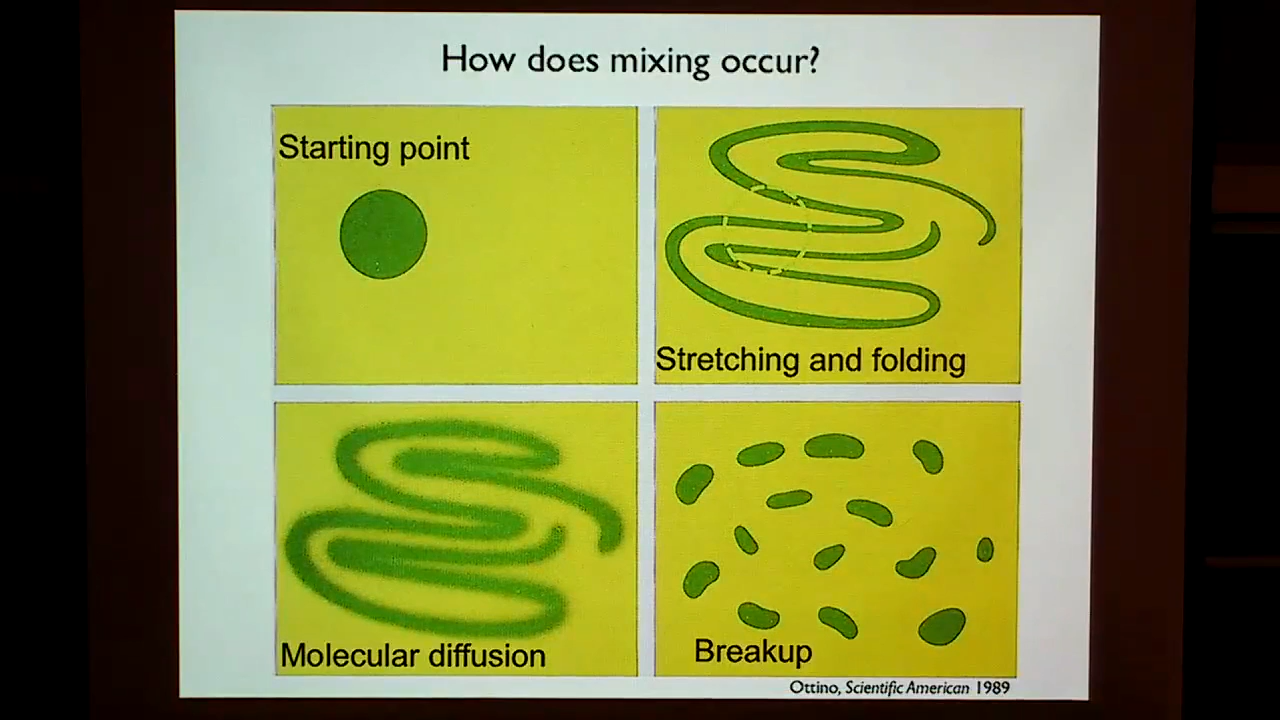 How does mixing occur?
Starting point
Stretching and folding
Molecular diffusion
Breakup
Ottino, Scientific American 1989